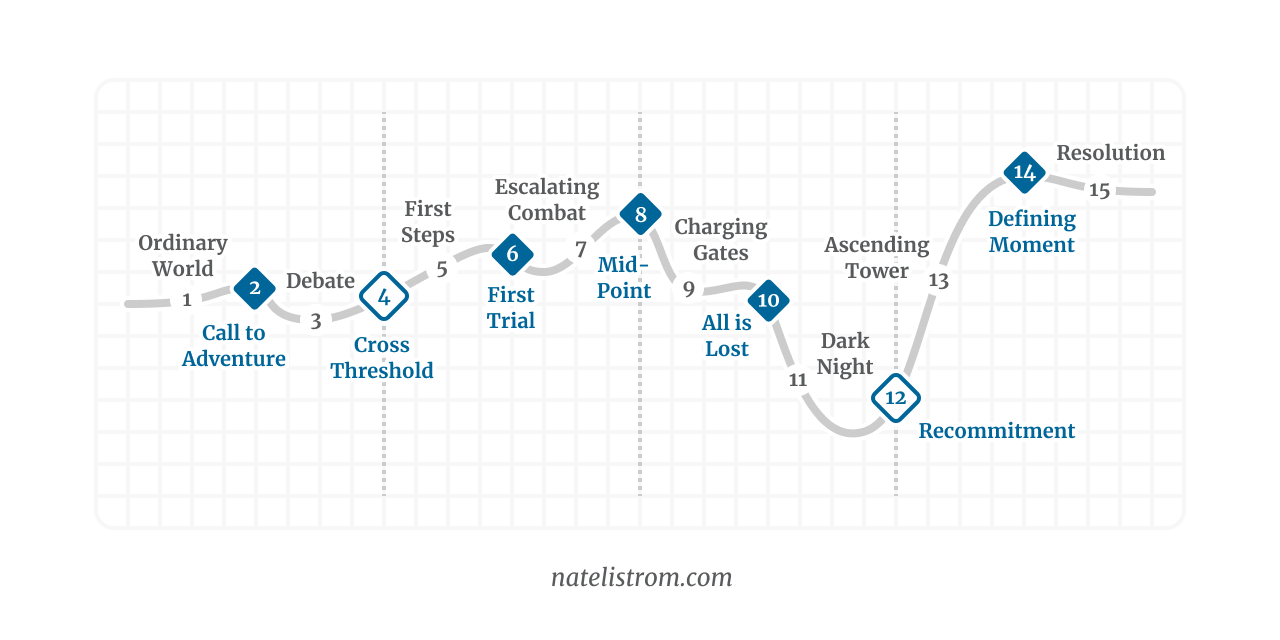 Ordinary
World
1
2
Call to
Adventure
Debate
3
4
Cross
Threshold
First
Steps
5
6
First
Trial
Escalating
Combat
7
8
Mid-
Point
Charging
Gates
9
10
All is
Lost
11
Dark
Night
12
Recommitment
Ascending
Tower
13
14
Defining
Moment
Resolution
15
natelistrom.com